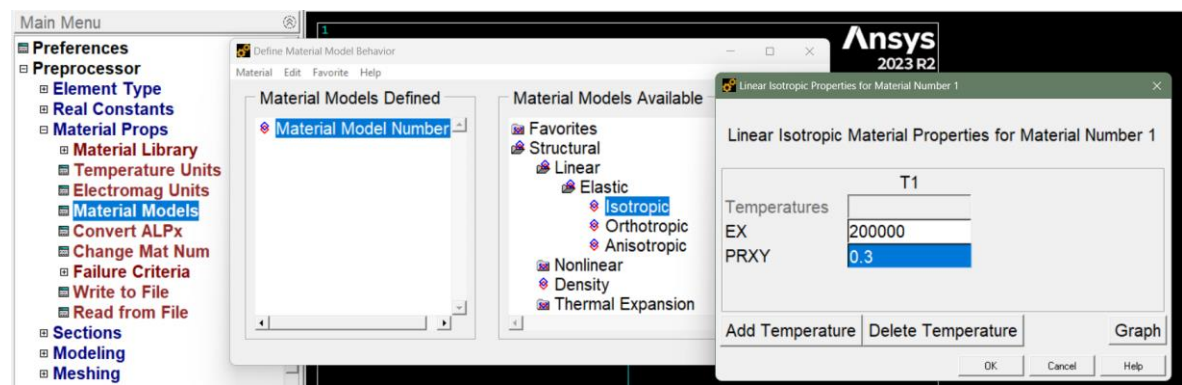 Main Menu
Preferences
Preprocessor
Element Type
Real Constants
Material Props
Material Library
Temperature Units
Electromag Units
Material Models
Convert ALPx
Change Mat Num
Failure Criteria
Write to File
Read from File
Sections
Modeling
Meshing
1
Ansys
2023 R2
Define Material Model Behavior
Material Edit Favorite Help
Material Models Defined
Material Model Number
Material Models Available
Favorites
Structural
Linear
Elastic
Isotropic
Orthotropic
Anisotropic
Nonlinear
Density
Thermal Expansion
Linear Isotropic Properties for Material Number 1
Linear Isotropic Material Properties for Material Number 1
T1
Temperatures
EX 200000
PRXY 0.3
Add Temperature Delete Temperature Graph
OK Cancel Help